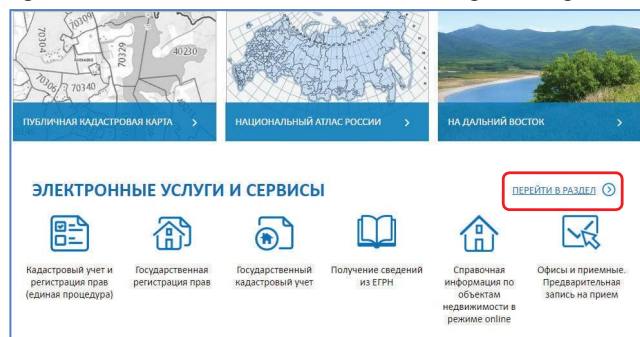 70309
70304
70329
40230
70306
70340
ПУБЛИЧНАЯ КАДАСТРОВАЯ КАРТА >
НАЦИОНАЛЬНЫЙ АТЛАС РОССИИ >
НА ДАЛЬНИЙ ВОСТОК >
ЭЛЕКТРОННЫЕ УСЛУГИ И СЕРВИСЫ
ПЕРЕЙТИ В РАЗДЕЛ
Кадастровый учет и
регистрация прав
(единая процедура)
Государственная
регистрация прав
Государственный
кадастровый учет
Получение сведений
из ЕГРН
Справочная
информация по
объектам
недвижимости в
режиме online
Офисы и приемные.
Предварительная
запись на прием